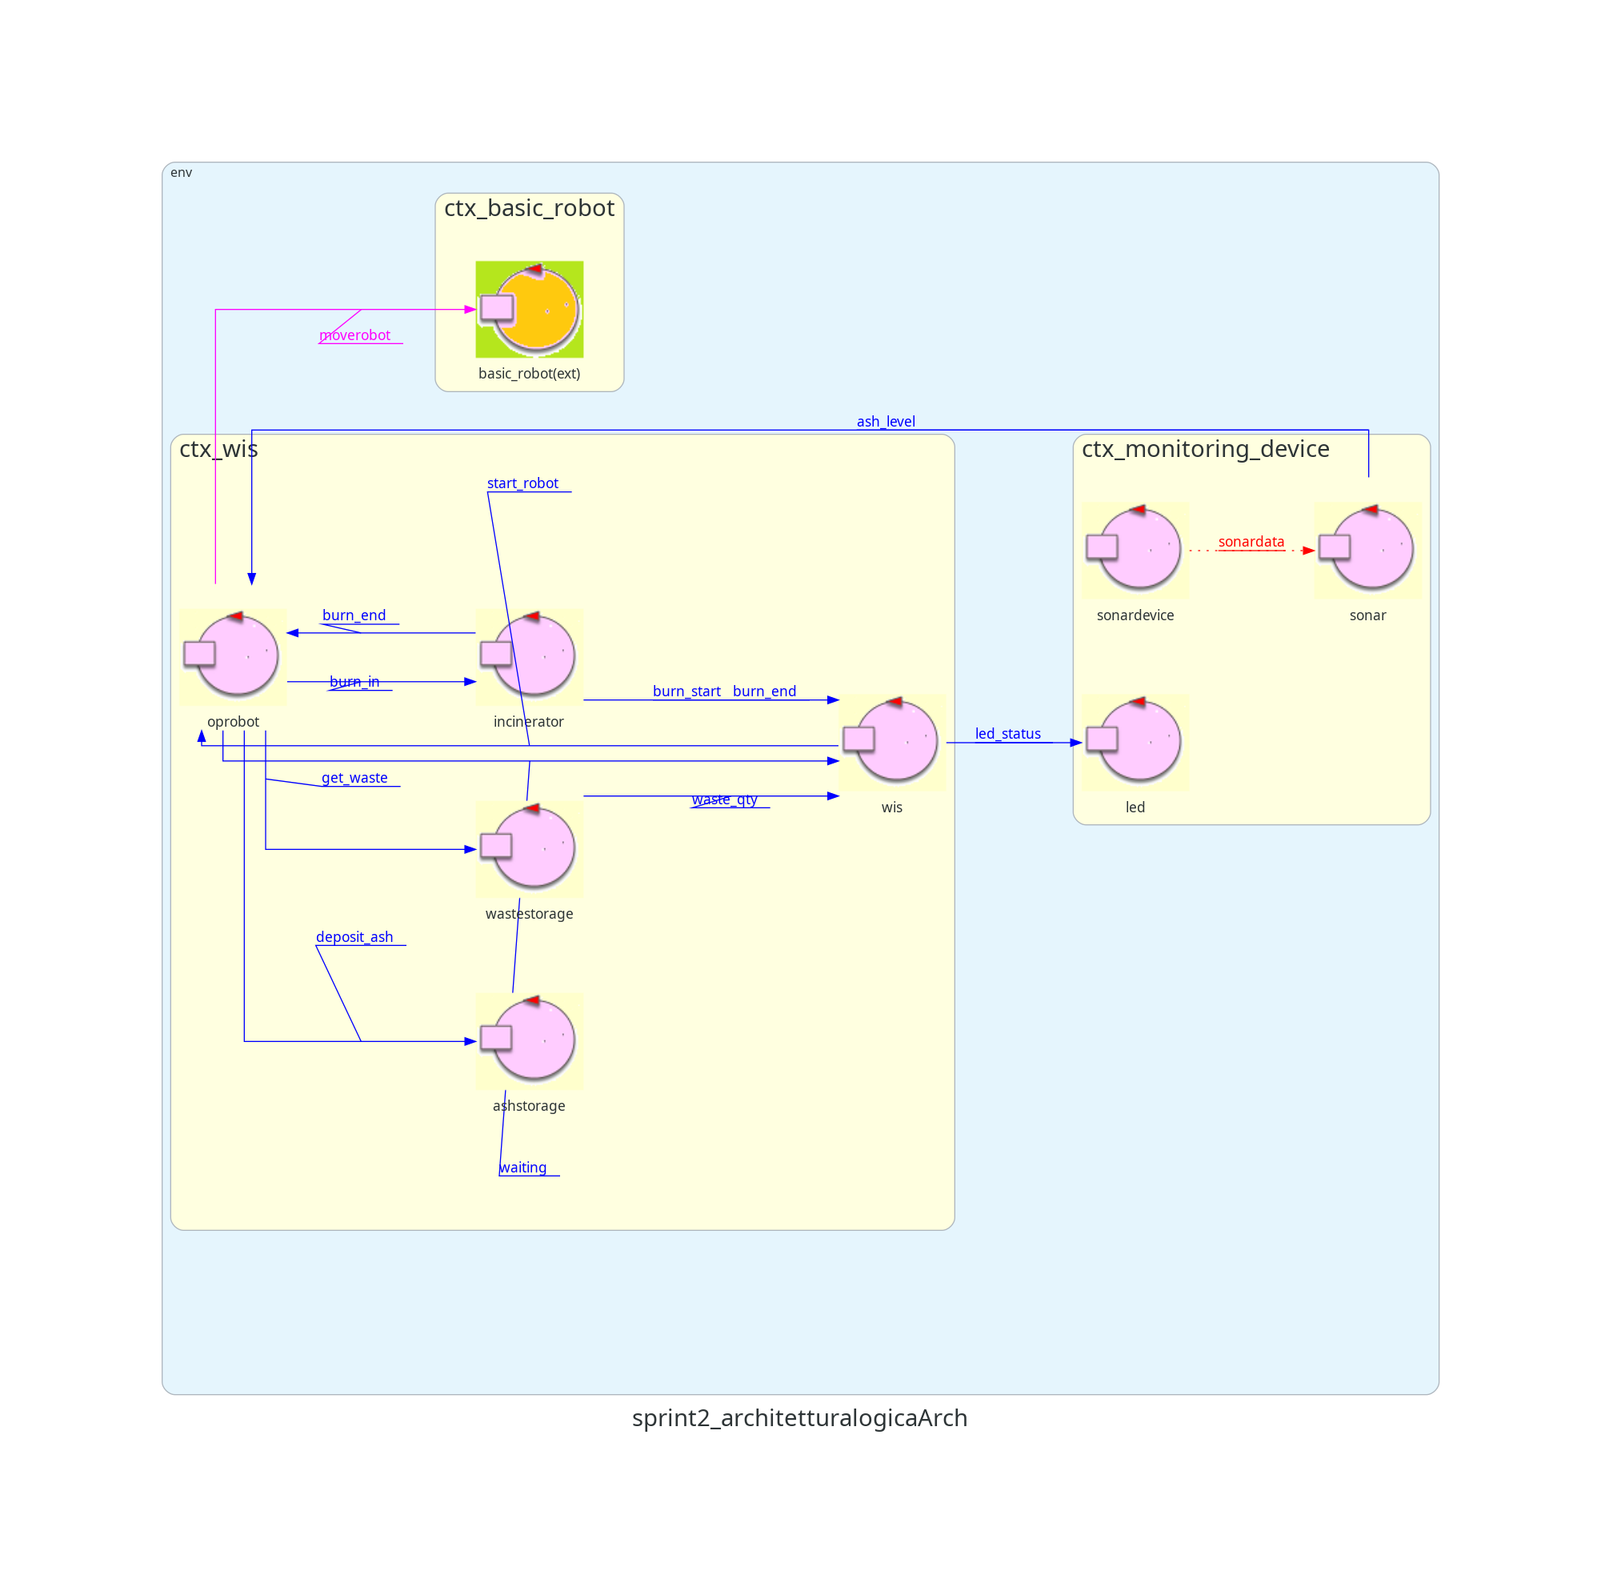 env
ctx_basic_robot
moverobot
basic_robot(ext)
ash_level
ctx_wis
ctx_monitoring_device
start_robot
sonardata
burn_end
sonardevice
sonar
burn_in
burn_start burn_end
oprobot
incinerator
led_status
get_waste
waste_qty
wis
led
wastestorage
deposit_ash
ashstorage
waiting
sprint2_architetturalogicaArch